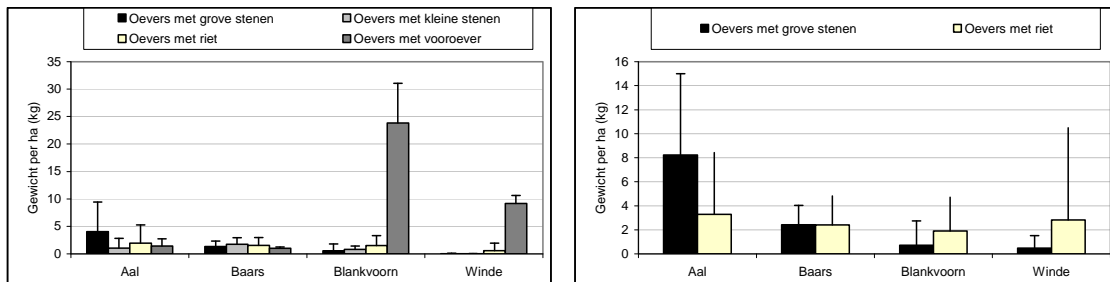 Oevers met grove stenen Oevers met kleine stenen
Oevers met riet Oevers met vooroever
Gewicht per ha (kg)
35
30
25
20
15
10
5
0
Aal Baars Blankvoorn Winde
Oevers met grove stenen Oevers met riet
Gewicht per ha (kg)
16
14
12
10
8
6
4
2
0
Aal Baars Blankvoorn Winde